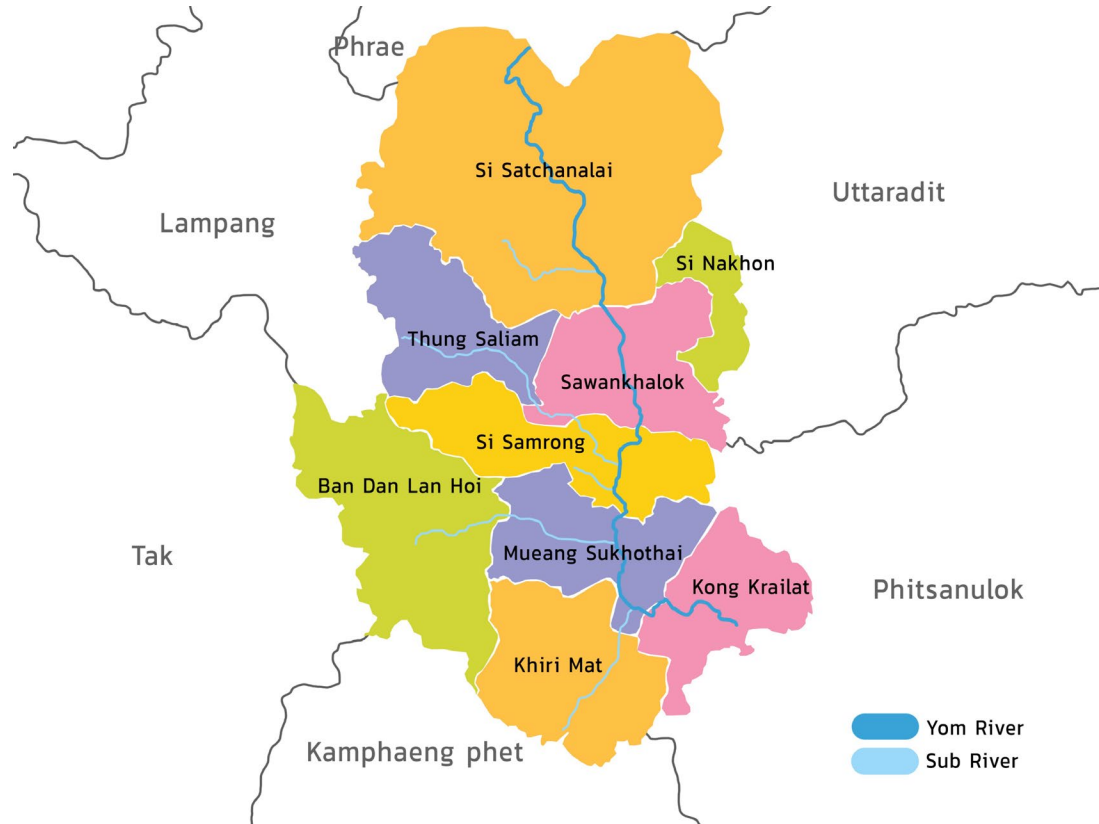 Phrae
Si Satchanalai
Uttaradit
Lampang
Si Nakhon
Thung Saliam
Sawankhalok
Si Samrong
Ban Dan Lan Hoi
Tak
Mueang Sukhothai
Kong Krailat
Phitsanulok
Khiri Mat
Kamphaeng phet
Yom River
Sub River